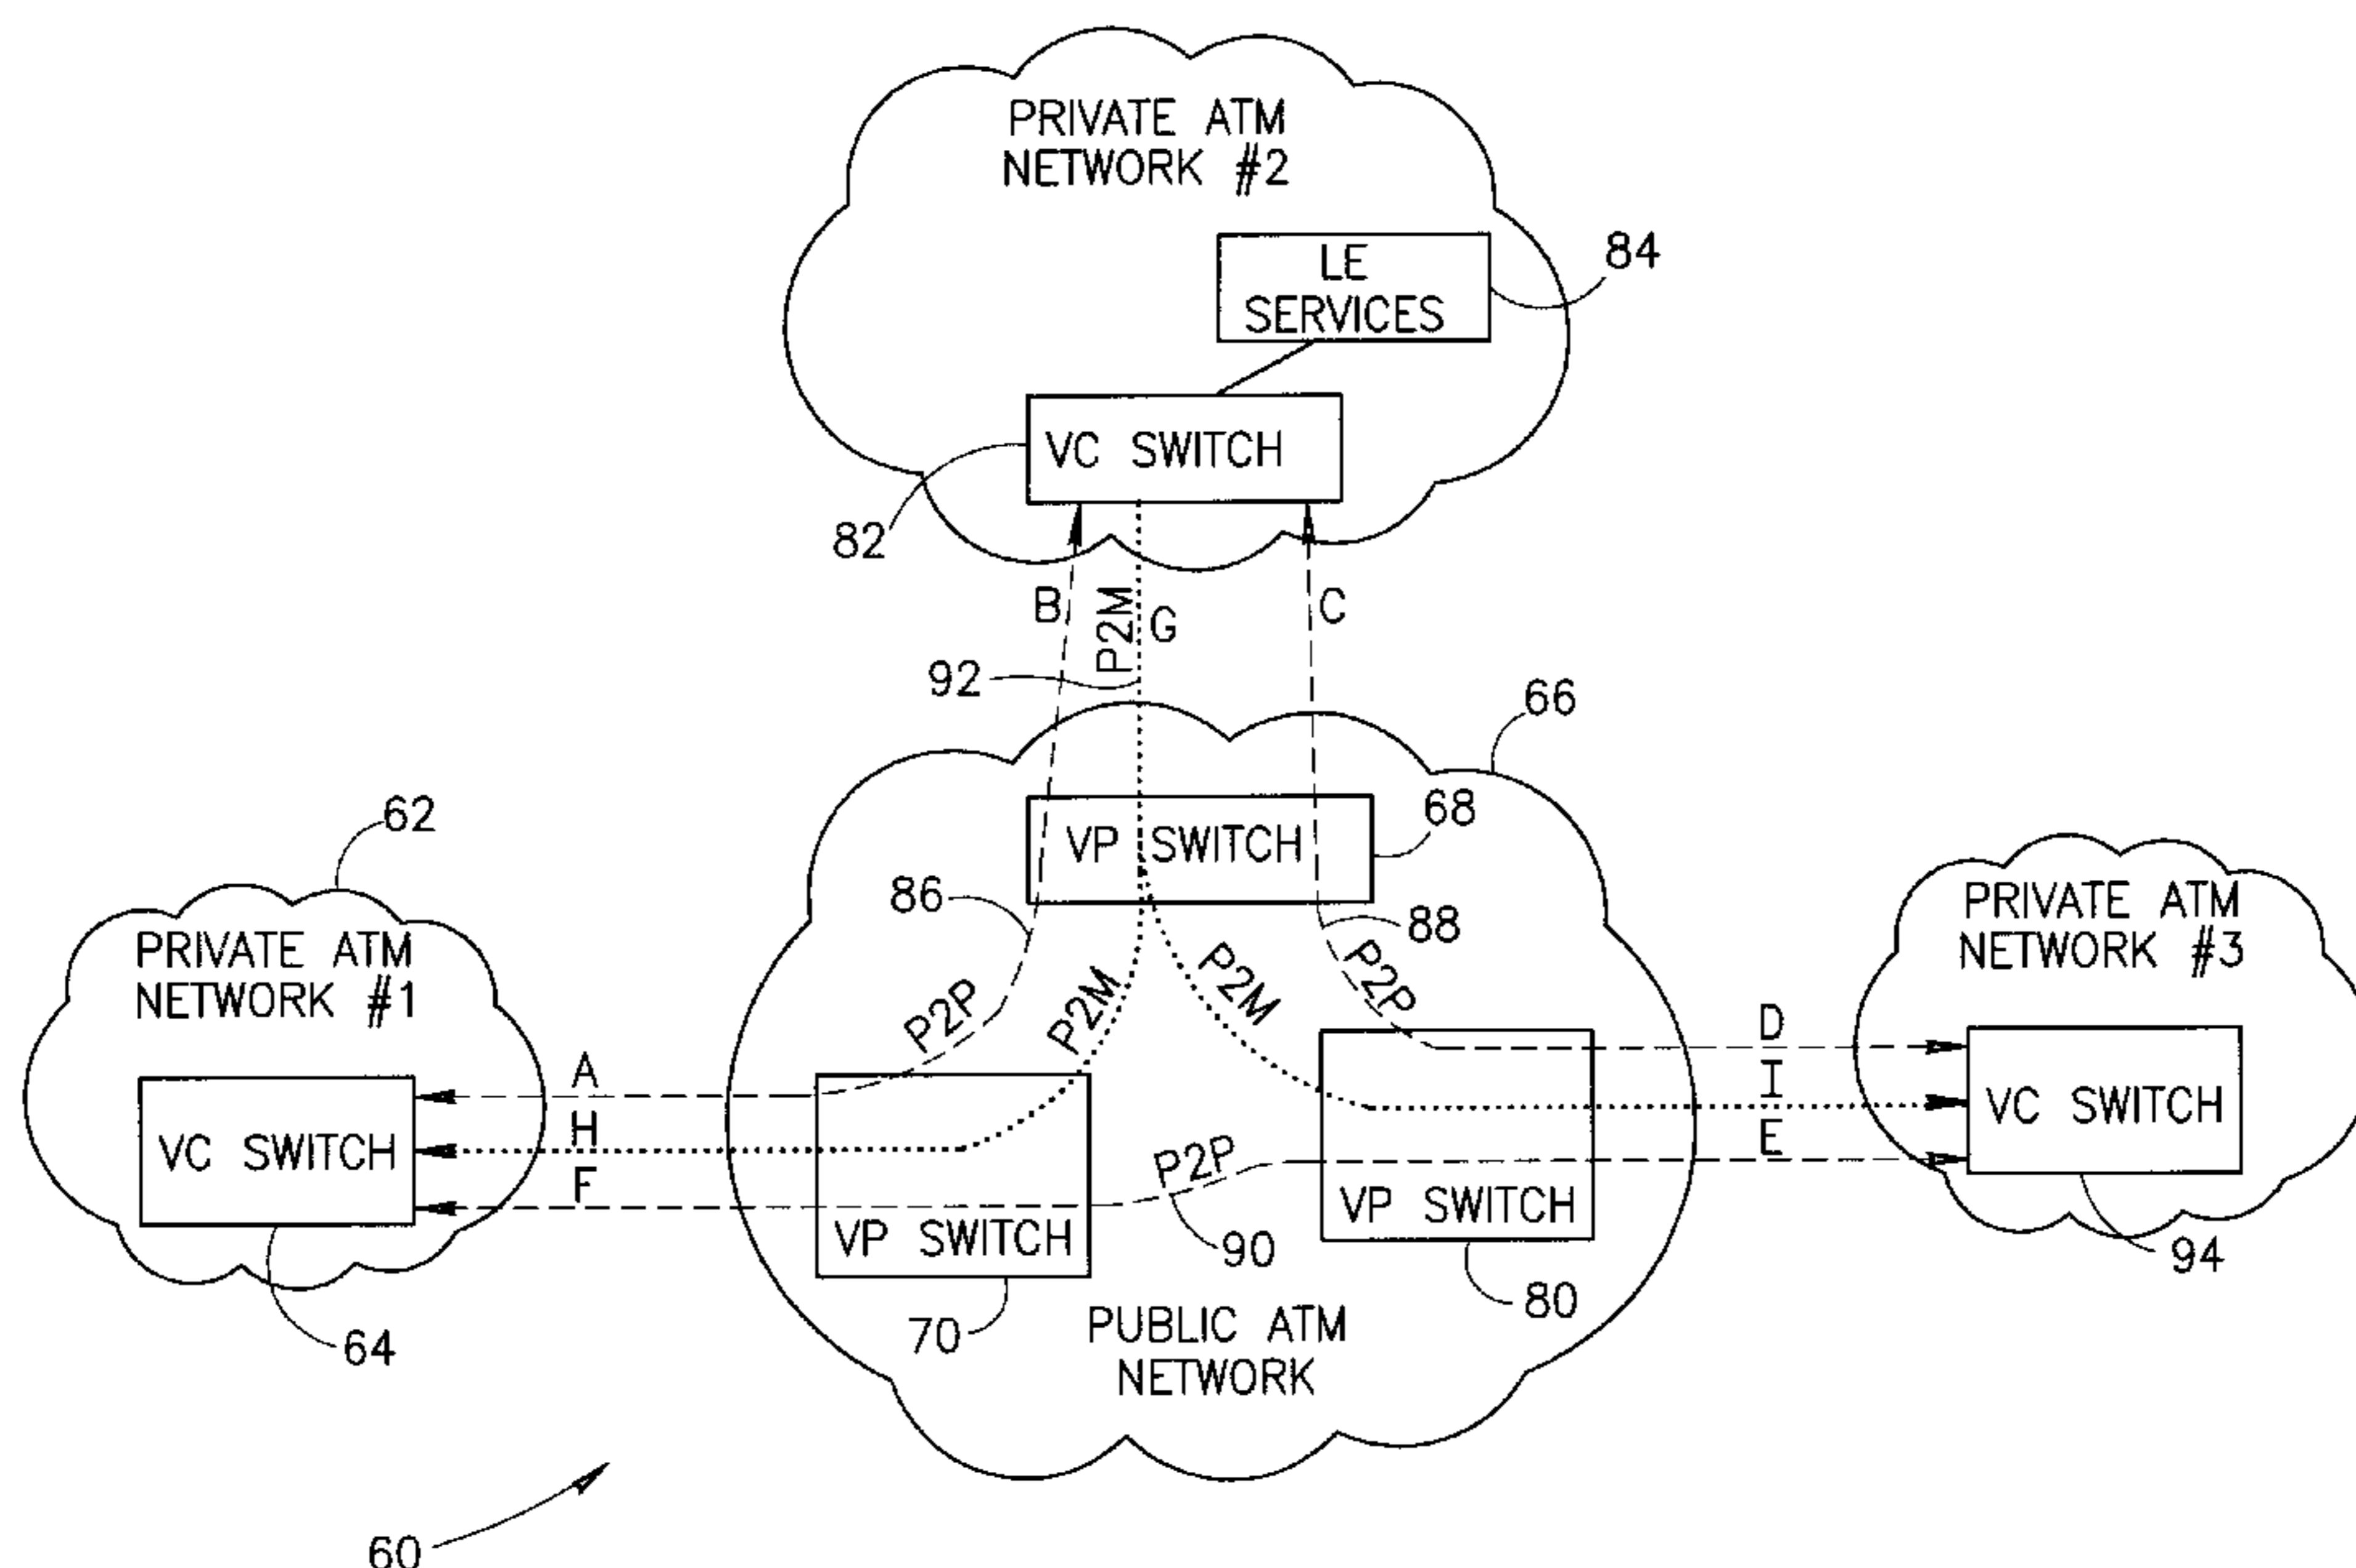 PRIVATE ATM
NETWORK #2
LE
SERVICES
84
VC SWITCH
82
B
P2M
G
C
92
66
62
VP SWITCH
68
86
88
PRIVATE ATM
NETWORK #1
PRIVATE ATM
NETWORK #3
P2P
P2M
P2M
P2P
A
H
F
D
I
E
VC SWITCH
VC SWITCH
P2P
VP SWITCH
VP SWITCH
90
94
64
70
80
PUBLIC ATM
NETWORK
60